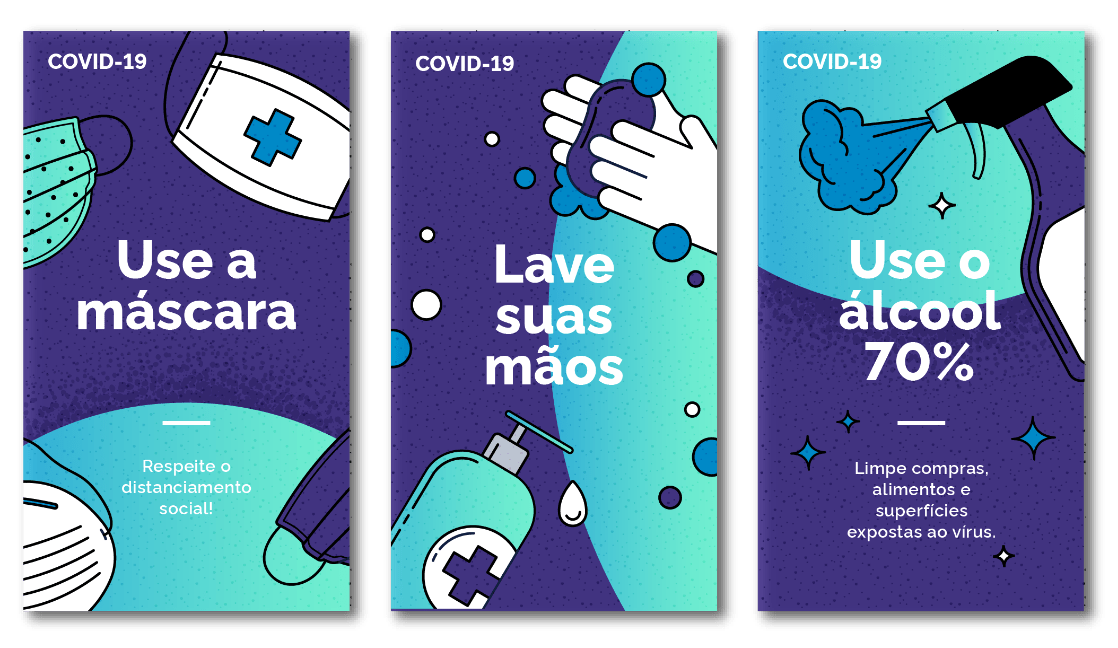 COVID-19
Use a
máscara
Respeite o
distanciamento
social!
COVID-19
Lave
suas
mãos
COVID-19
Use o
álcool
70%
Limpe compras,
alimentos e
superfícies
expostas ao vírus.